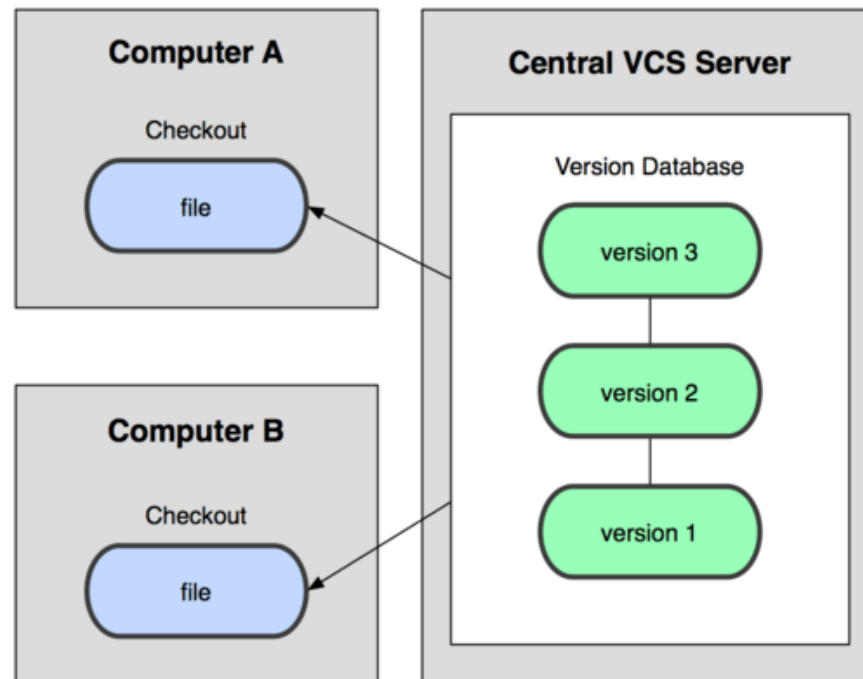 Computer A
Checkout
file
Computer B
Checkout
file
Central VCS Server
Version Database
version 3
version 2
version 1